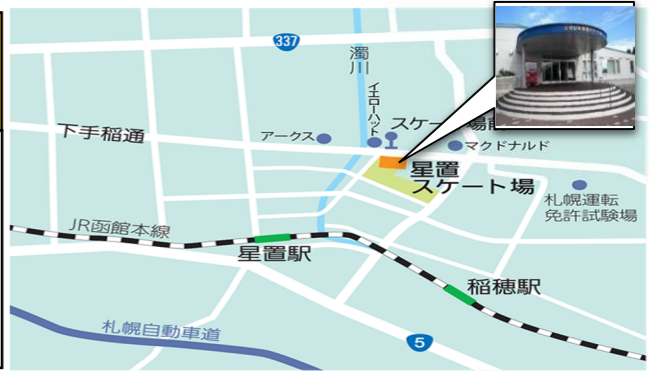 337
濁川
イエローハット
スケート場前
下手稲通
アークス
マクドナルド
星置
スケート場
札幌運転
免許試験場
JR函館本線
星置駅
稲穂駅
札幌自動車道
5